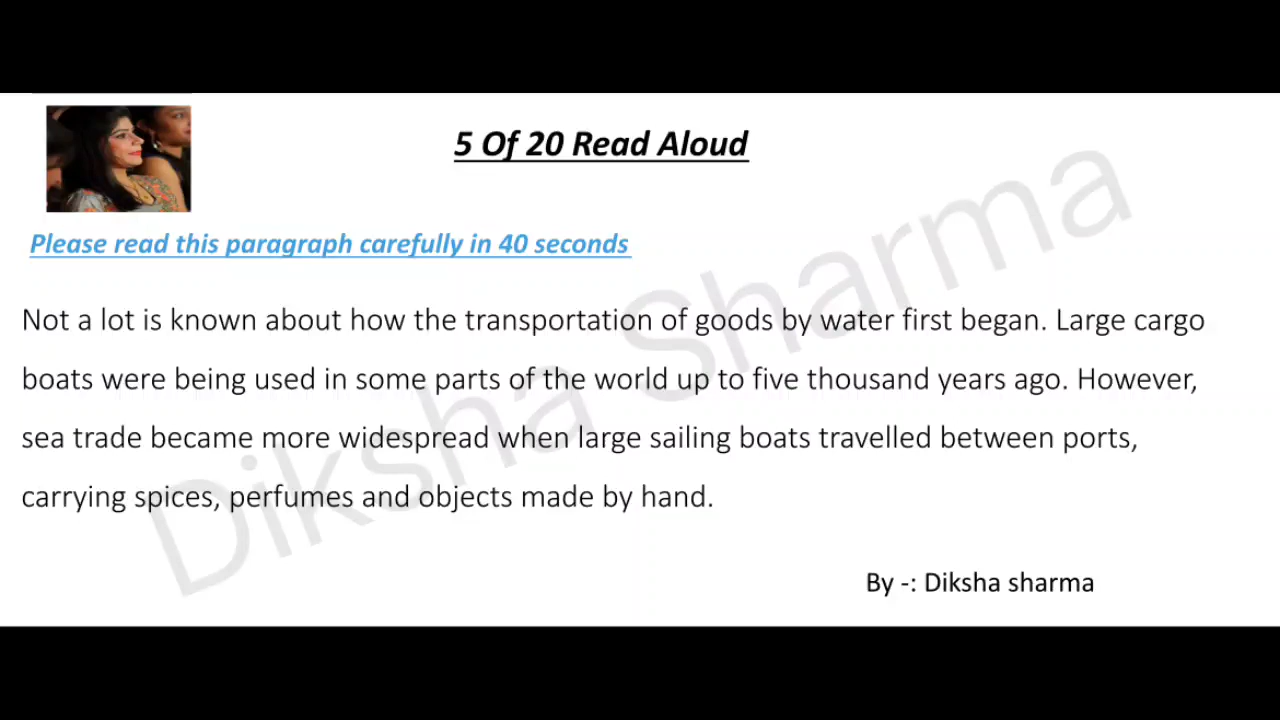 5 Of 20 Read Aloud
Please read this paragraph carefully in 40 seconds
Not a lot is known about how the transportation of goods by water first began. Large cargo
boats were being used in some parts of the world up to five thousand years ago. However,
sea trade became more widespread when large sailing boats travelled between ports,
carrying spices, perfumes and objects made by hand.
Diksha Sharma
By -: Diksha sharma